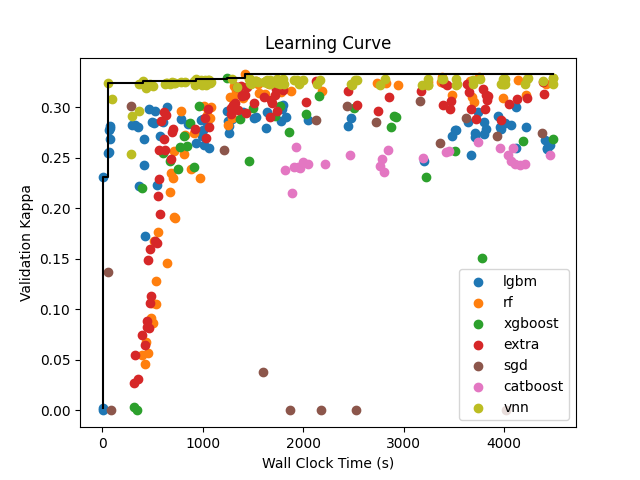 Learning Curve
Validation Kappa
0.30
0.25
0.20
0.15
0.10
0.05
0.00
lgbm
rf
xgboost
extra
sgd
catboost
vnn
0 1000 2000 3000 4000
Wall Clock Time (s)